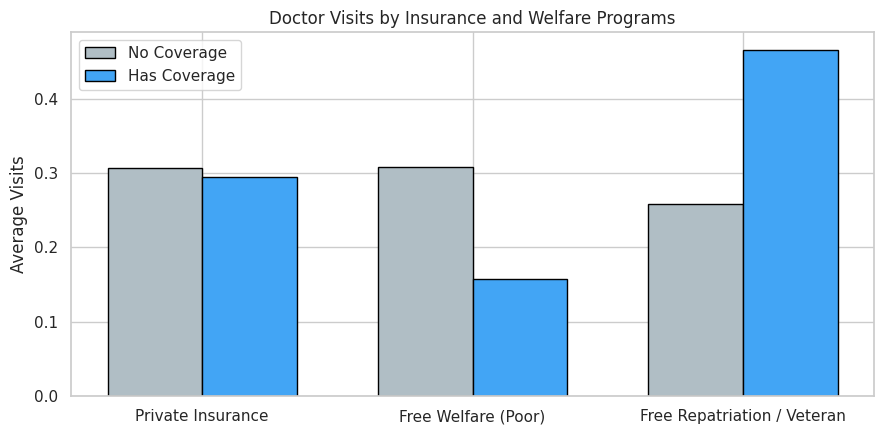 Doctor Visits by Insurance and Welfare Programs
No Coverage
Has Coverage
Average Visits
0.4
0.3
0.2
0.1
0.0
Private Insurance
Free Welfare (Poor)
Free Repatriation / Veteran